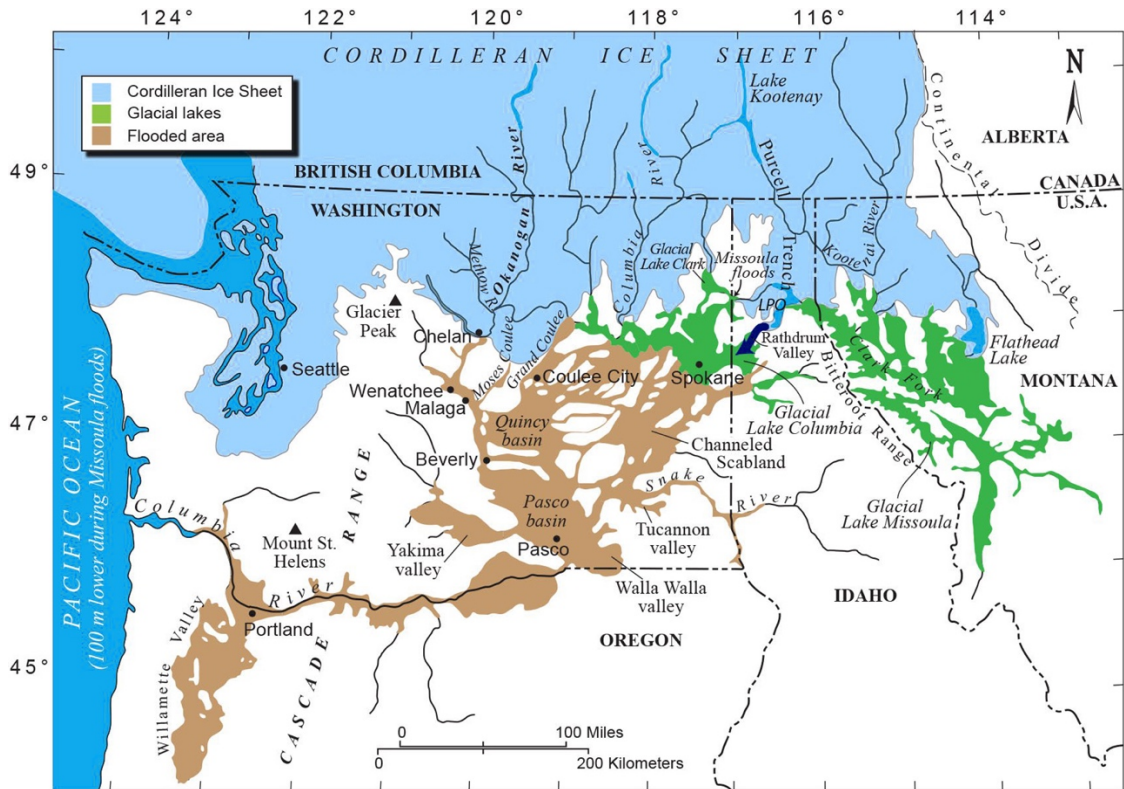 124° 122° 120° 118° 116° 114°
CORDILLERAN ICE SHEET
Cordilleran Ice Sheet
Glacial lakes
Flooded area
N
Lake
Kootenay
Continental Divide
ALBERTA
River
River
Purcell
Trench
49°
BRITISH COLUMBIA
CANADA
WASHINGTON
U.S.A.
Okanogan
Methow R
Columbia
Kootenai River
Glacial
Lake Clark
Missoula
floods
LPO
Glacier
Peak
Chelan
Moses Coulee
Grand Coulee
Rathdrum
Valley
Flathead
Lake
Seattle
Coulee City
Spokane
Bitteroot Range
Clark Fork
MONTANA
Wenatchee
Malaga
47°
Glacial
Lake Columbia
Quincy
basin
Channeled
Scabland
Beverly
PACIFIC OCEAN
(100 m lower during Missoula floods)
Snake River
Glacial
Lake Missoula
Columbia River
Pasco
basin
Tucannon
valley
Mount St.
Helens
Yakima
valley
Pasco
Walla Walla
valley
IDAHO
Portland
OREGON
45°
Willamette Valley
CASCADE RANGE
0 100 Miles
0 200 Kilometers